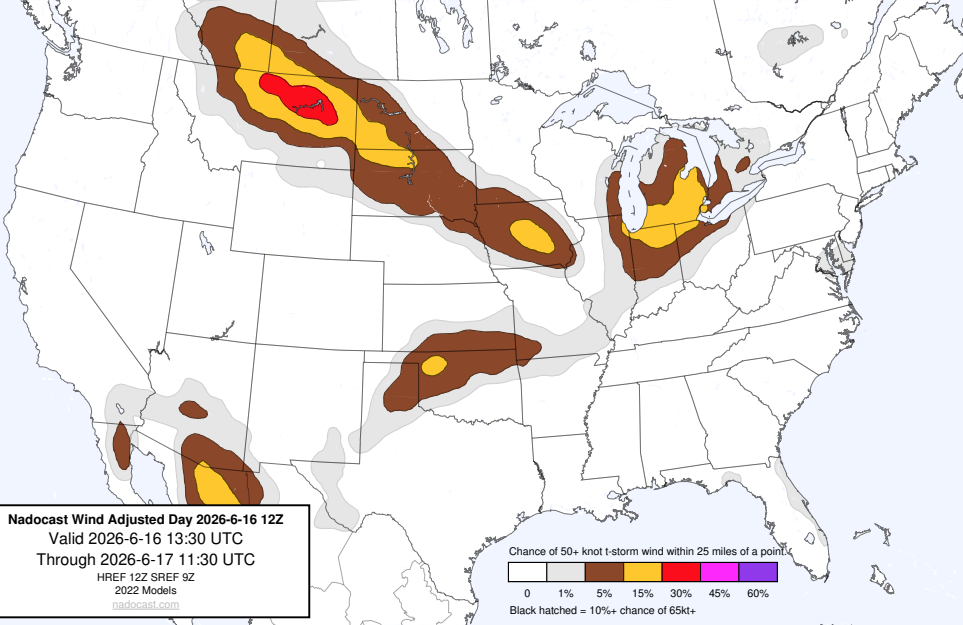 Nadocast Wind Adjusted Day 2026-6-16 12Z
Valid 2026-6-16 13:30 UTC
Through 2026-6-17 11:30 UTC
HREF 12Z SREF 9Z
2022 Models
nadocast.com
Chance of 50+ knot t-storm wind within 25 miles of a point.
0 1% 5% 15% 30% 45% 60%
Black hatched = 10%+ chance of 65kt+